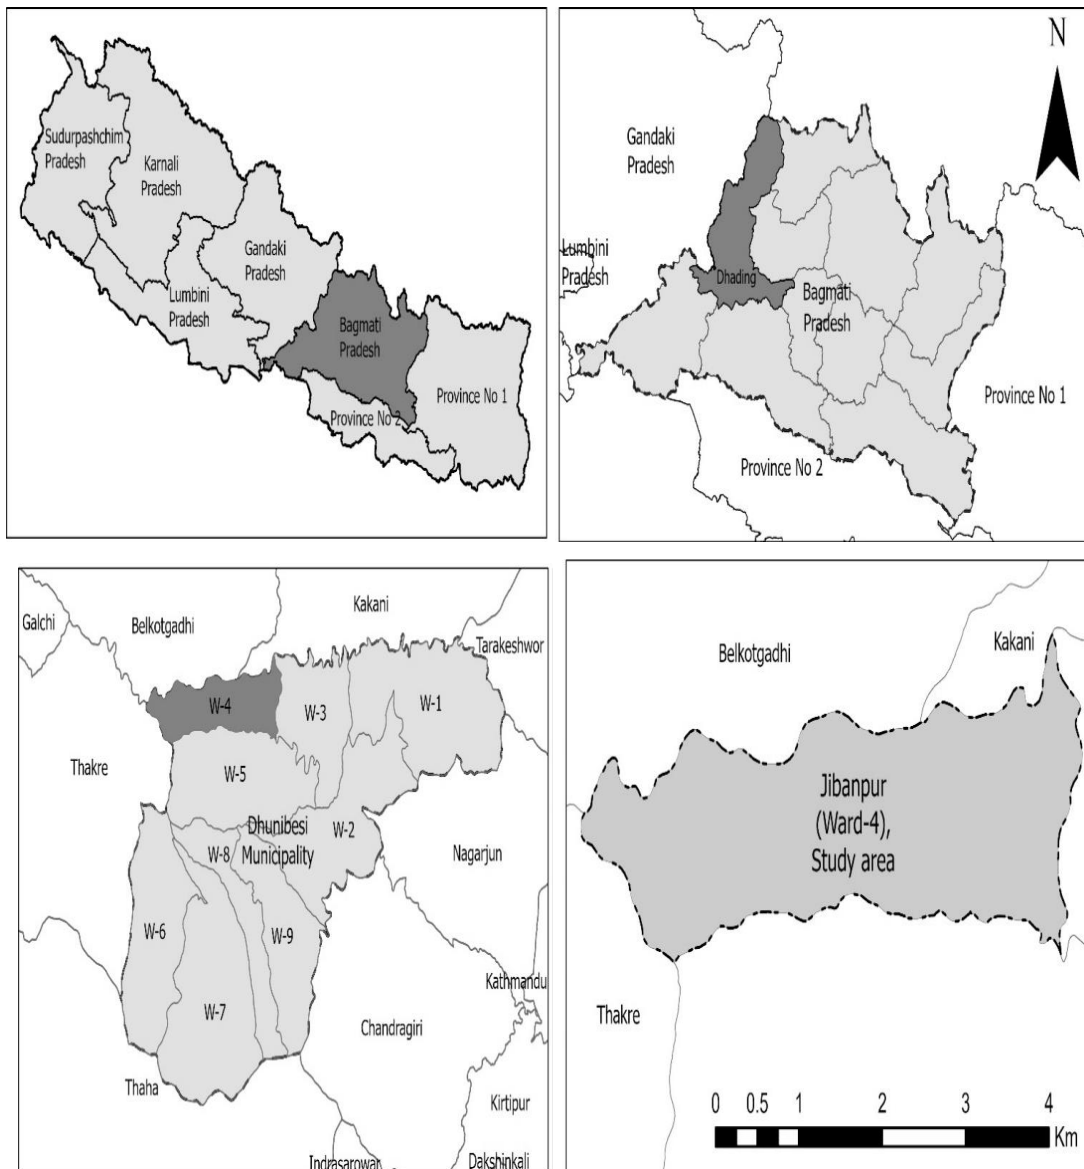 Sudurpashchim
Pradesh
Karnali
Pradesh
Gandaki
Pradesh
Lumbini
Pradesh
Bagmati
Pradesh
Province No 1
Province No 2
N
Gandaki
Pradesh
Lumbini
Pradesh
Dhading
Bagmati
Pradesh
Province No 1
Province No 2
Kakani
Galchi
Belkotgadhi
Tarakeshwor
W-4
W-3
W-1
Thakre
W-5
Dhunibesi
Municipality
W-2
W-8
Nagarjun
W-6
W-9
Kathmandu
W-7
Chandragiri
Thaha
Kirtipur
Indrasarowar
Dakshinkali
Kakani
Belkotgadhi
Jibanpur
(Ward-4),
Study area
Thakre
0 0.5 1 2 3 4
Km